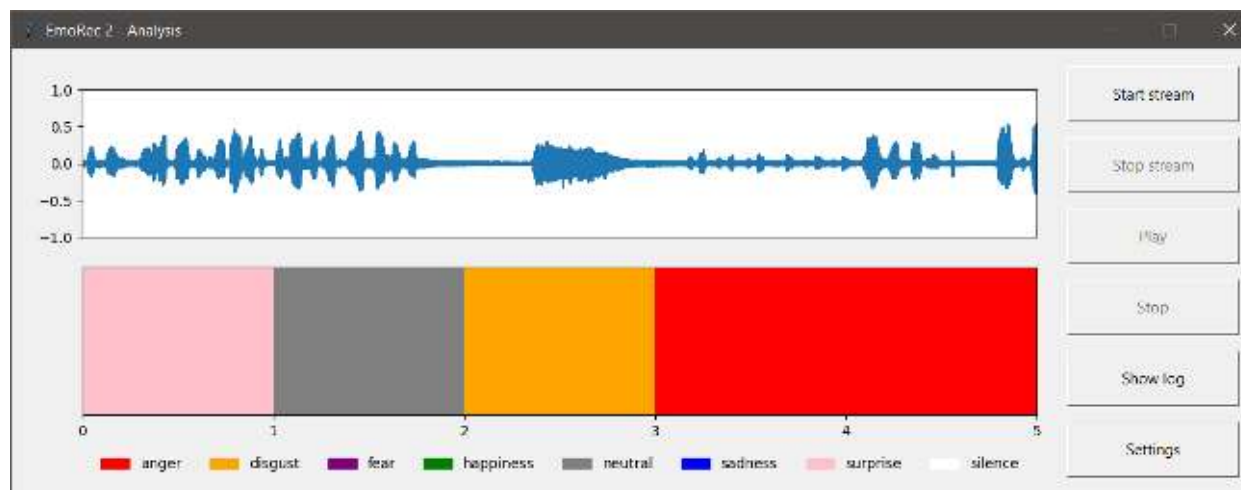 EmoRec 2 - Analysis
1.0
0.5
0.0
−0.5
−1.0
0 1 2 3 4 5
anger disgust fear happiness neutral sadness surprise silence
Start stream
Stop stream
Play
Stop
Show log
Settings